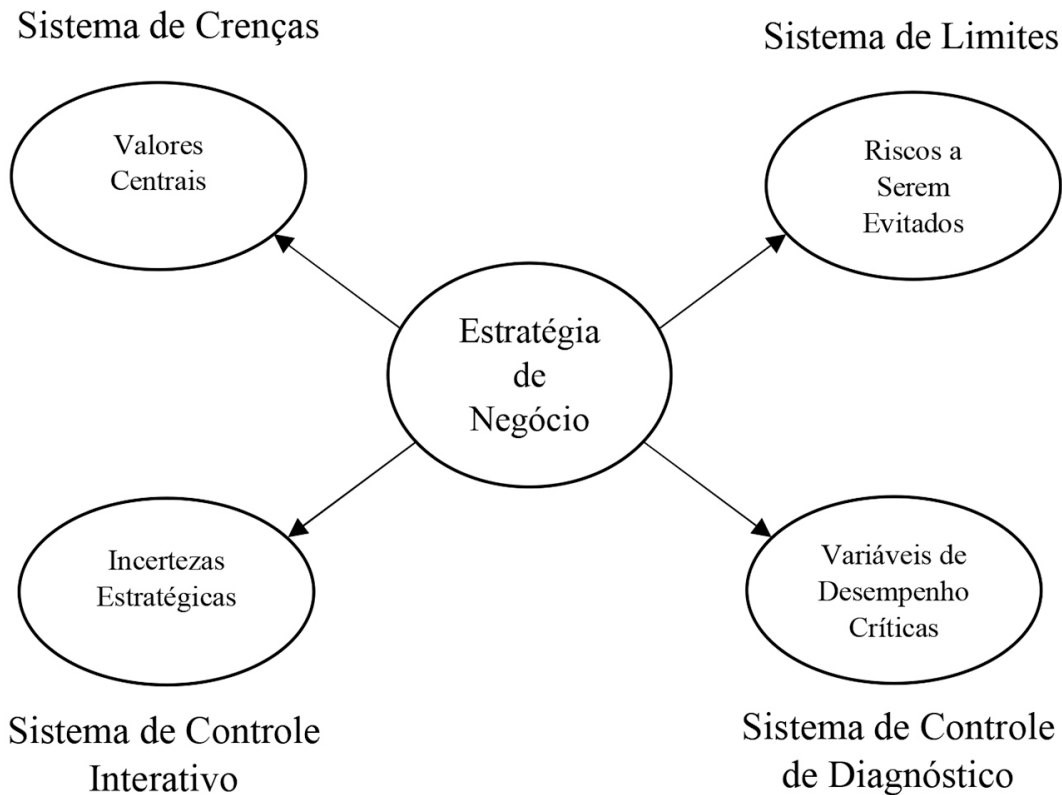 Sistema de Crenças
Sistema de Limites
Valores
Centrais
Riscos a
Serem
Evitados
Estratégia
de
Negócio
Incertezas
Estratégicas
Variáveis de
Desempenho
Críticas
Sistema de Controle
Interativo
Sistema de Controle
de Diagnóstico